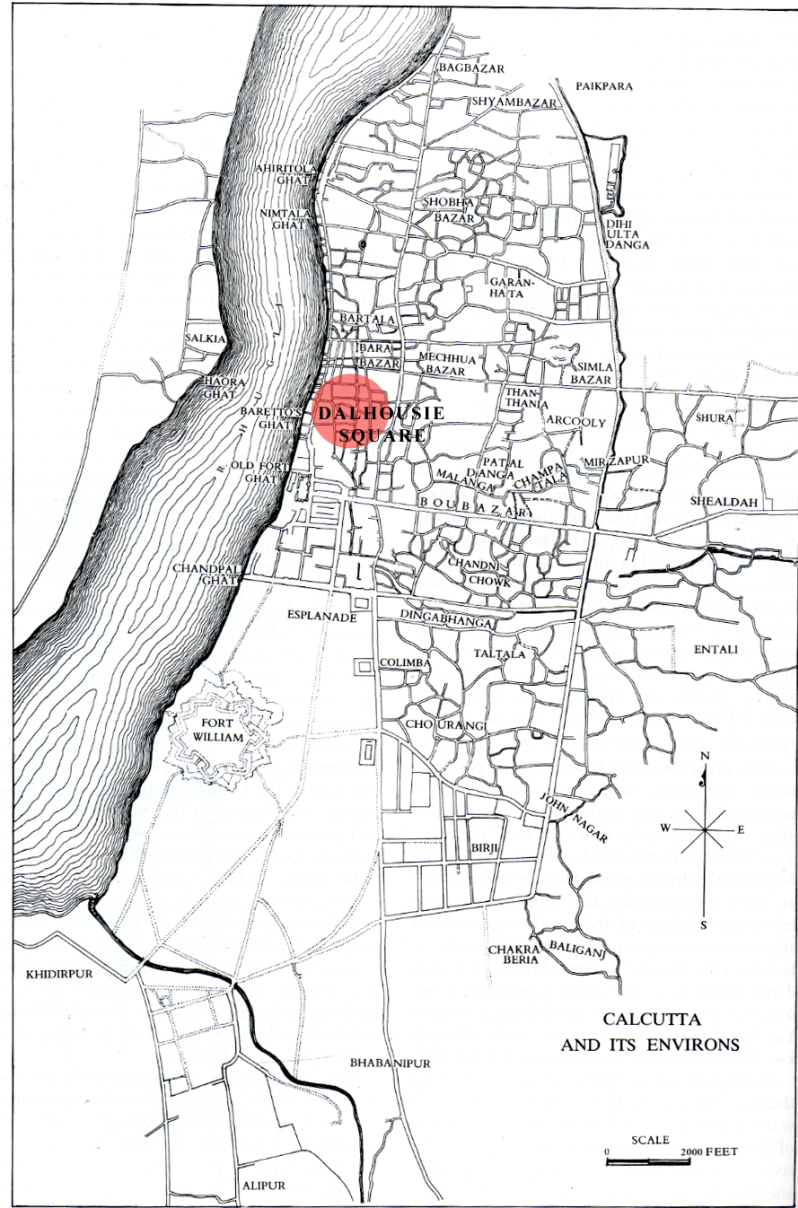 BAGBAZAR
PAIKPARA
SHYAMBAZAR
AHIRITOLA
GHAT
NIMTALA
GHAT
SHOBHA
BAZAR
DIHI
ULTA
DANGA
GARAN-
HATA
BARTALA
SALKIA
BARA
BAZAR
MECHHUA
BAZAR
SIMLA
BAZAR
HAORA
GHAT
R. HUGLI
THAN-
THANIA
BARETTO'S
GHAT
DALHOUSIE
SQUARE
ARCOOLY
SHURA
OLD FORT
GHAT
PATAL
DANGA
MALANGA
CHAMPA
TALA
MIRZAPUR
BOUBAZAR
SHEALDAH
CHANDPAL
GHAT
CHANDNI
CHOWK
ESPLANADE
DINGABHANGA
COLIMBA
TALTALA
ENTALI
FORT
WILLIAM
CHOURANGI
N
W E
S
JOHN NAGAR
BIRJI
CHAKRA
BERIA
BALIGANJ
KHIDIRPUR
CALCUTTA
AND ITS ENVIRONS
BHABANIPUR
SCALE
0 2000 FEET
ALIPUR